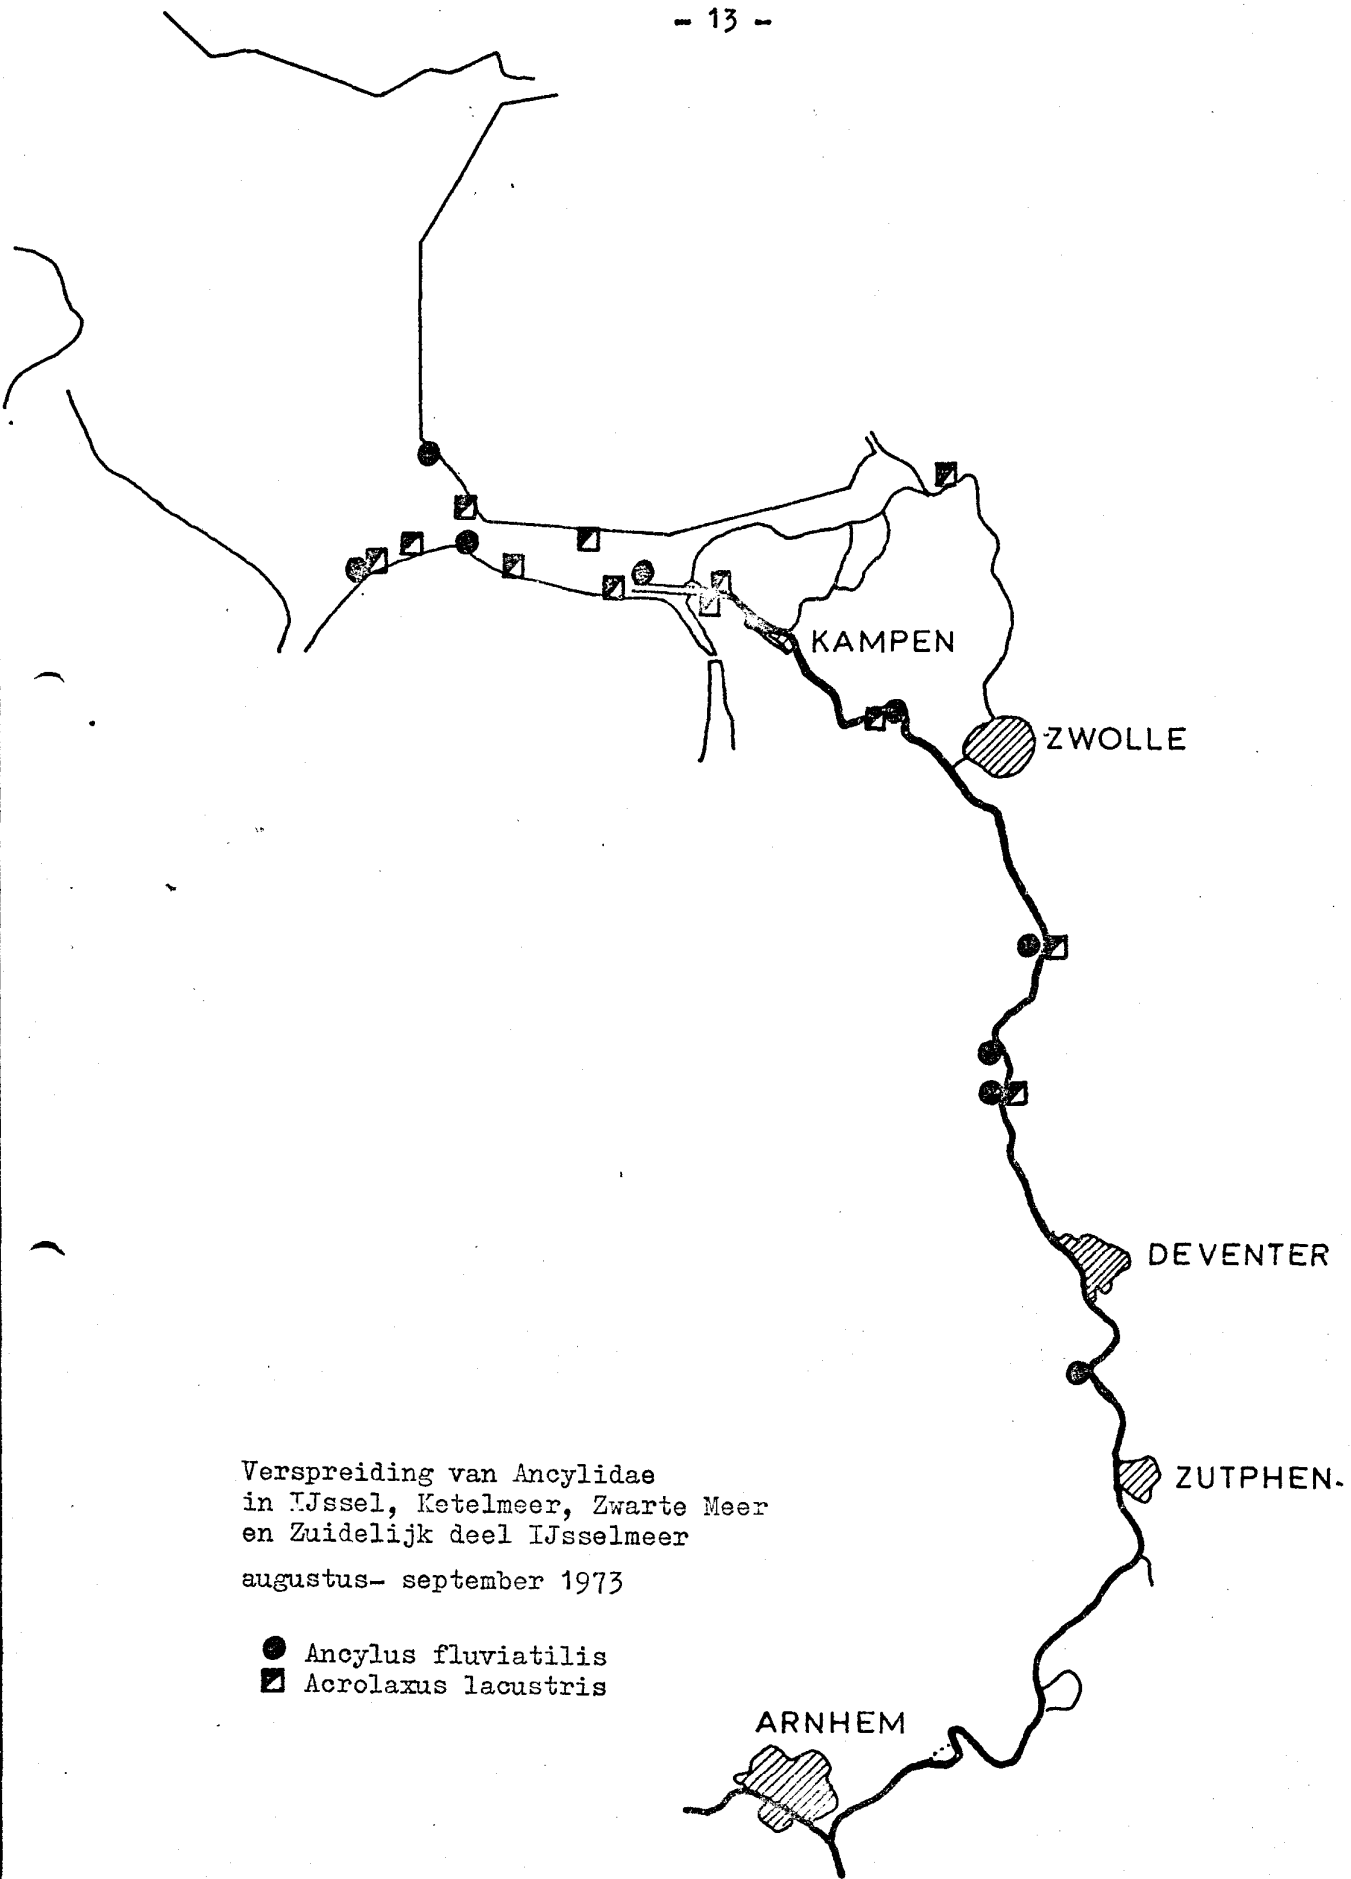 - 13 -
KAMPEN
ZWOLLE
DEVENTER
ZUTPHEN
Verspreiding van Ancylidae
in IJssel, Ketelmeer, Zwarte Meer
en Zuidelijk deel IJsselmeer
augustus- september 1973
Ancylus fluviatilis
Acrolaxus lacustris
ARNHEM